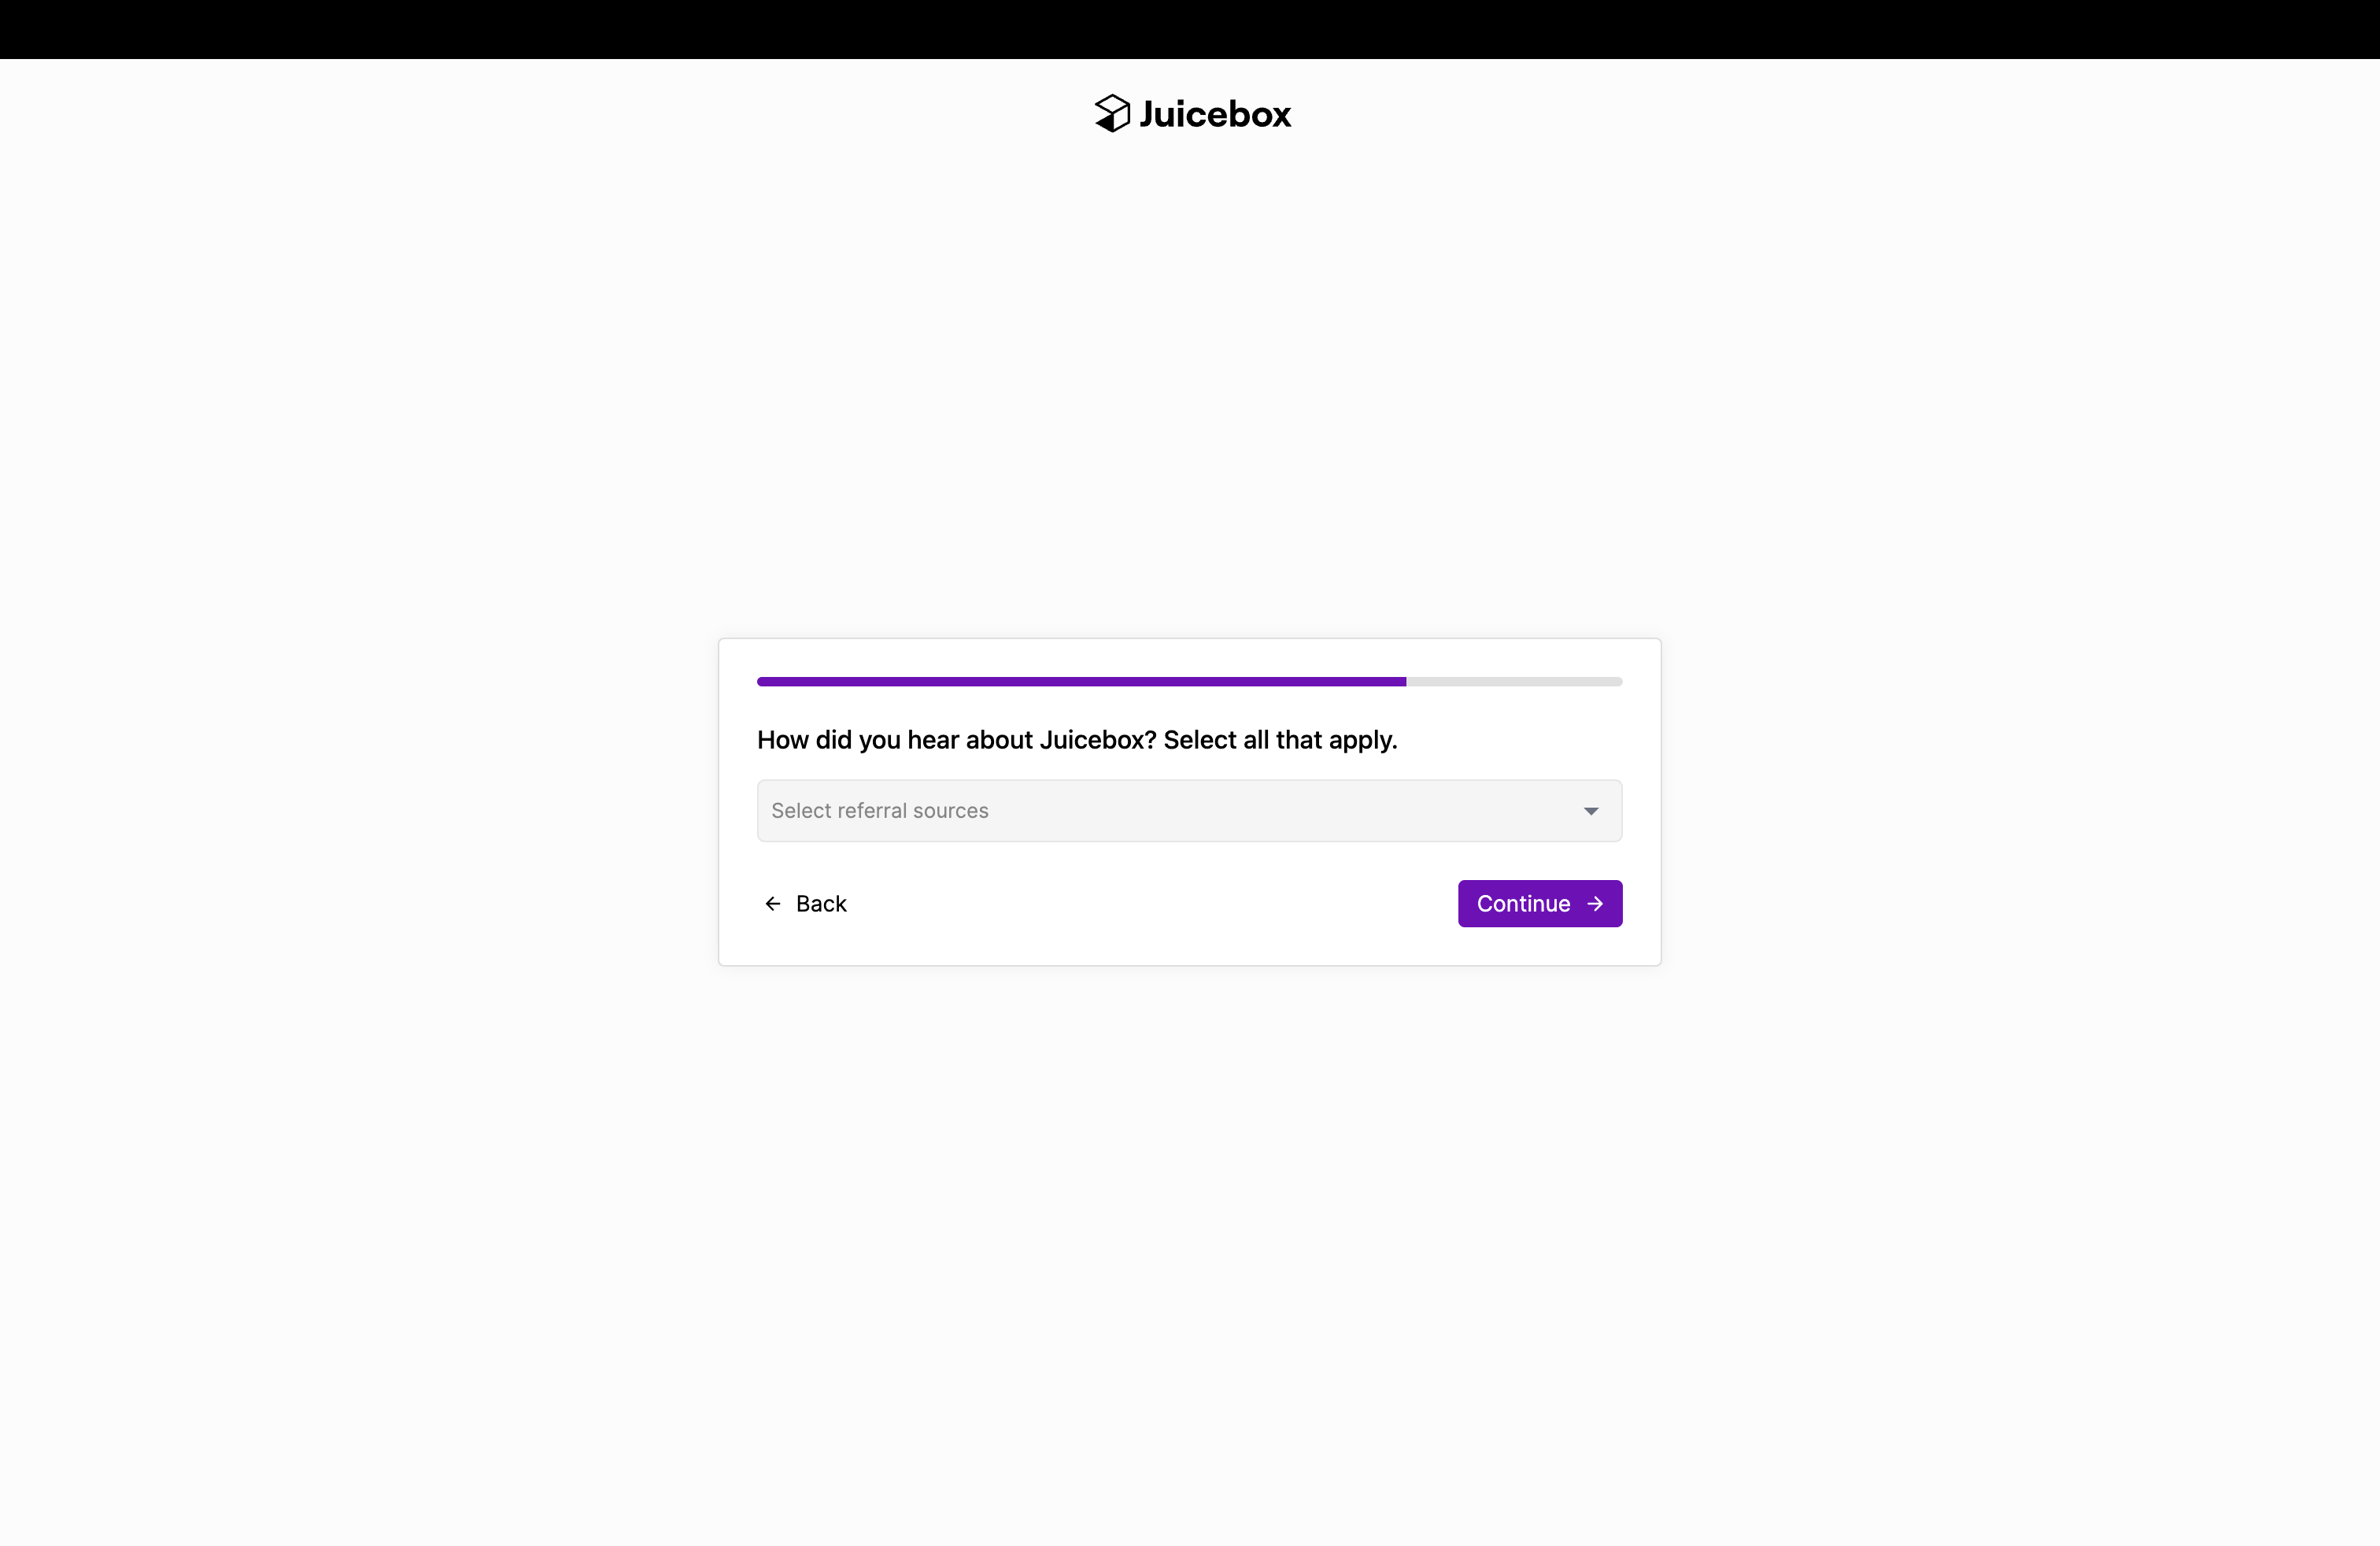 Juicebox
How did you hear about Juicebox? Select all that apply.
Select referral sources
Back
Continue